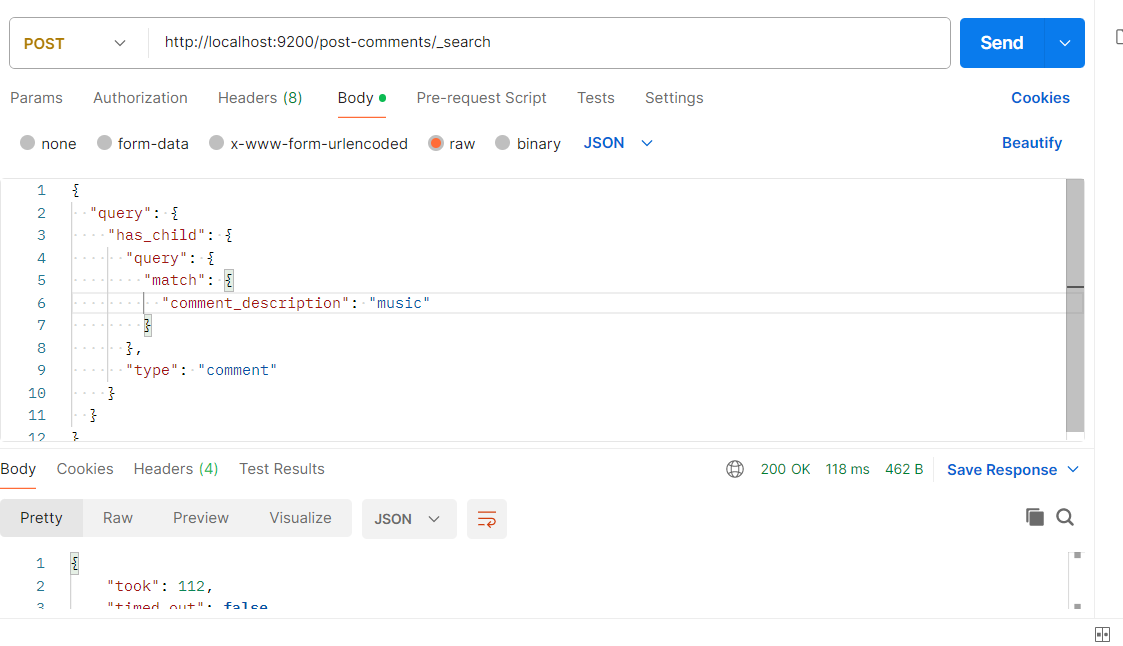 POST http://localhost:9200/post-comments/_search Send
Params Authorization Headers (8) Body Pre-request Script Tests Settings Cookies
none form-data x-www-form-urlencoded raw binary JSON Beautify
1 {
2 "query": {
3 "has_child": {
4 "query": {
5 "match": {
6 "comment_description": "music"
7 }
8 },
9 "type": "comment"
10 }
11 }
12 }
Body Cookies Headers (4) Test Results 200 OK 118 ms 462 B Save Response
Pretty Raw Preview Visualize JSON
1 {
2 "took": 112,
3 "timed_out": false